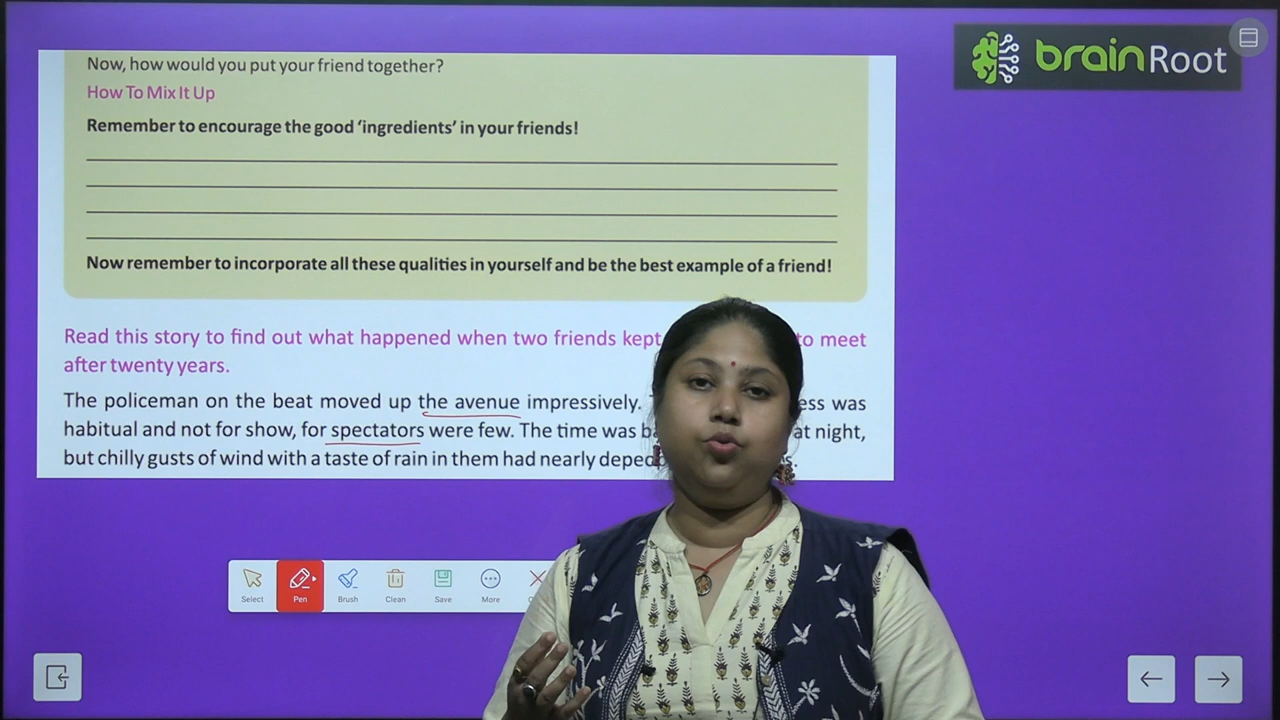 Now, how would you put your friend together?
How To Mix It Up
Remember to encourage the good ‘ingredients’ in your friends!
Now remember to incorporate all these qualities in yourself and be the best example of a friend!
Read this story to find out what happened when two friends kept to meet
after twenty years.
The policeman on the beat moved up the avenue impressively. was
habitual and not for show, for spectators were few. The time was at night,
but chilly gusts of wind with a taste of rain in them had nearly
brainRoot
Select Pen Brush Clean Save More